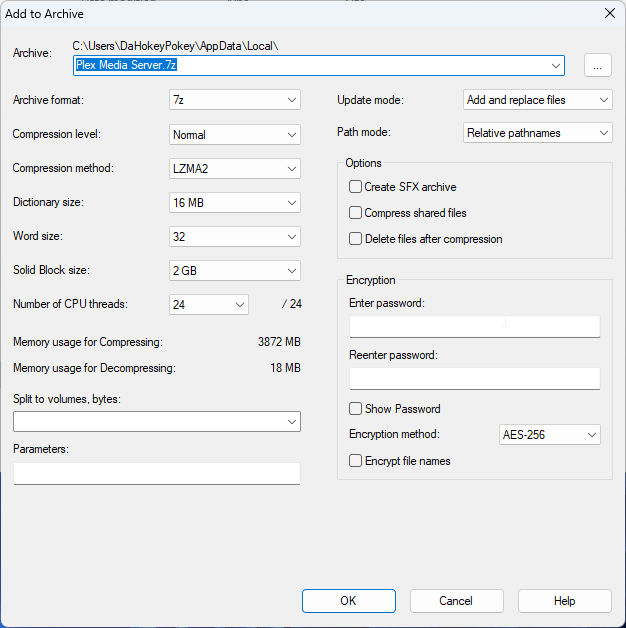 Add to Archive
Archive:
C:\Users\DaHokeyPokey\AppData\Local\
Plex Media Server.7z
...
Archive format: 7z
Compression level: Normal
Compression method: LZMA2
Dictionary size: 16 MB
Word size: 32
Solid Block size: 2 GB
Number of CPU threads: 24 / 24
Memory usage for Compressing: 3872 MB
Memory usage for Decompressing: 18 MB
Split to volumes, bytes:
Parameters:
Update mode: Add and replace files
Path mode: Relative pathnames
Options
Create SFX archive
Compress shared files
Delete files after compression
Encryption
Enter password:
Reenter password:
Show Password
Encryption method: AES-256
Encrypt file names
OK
Cancel
Help